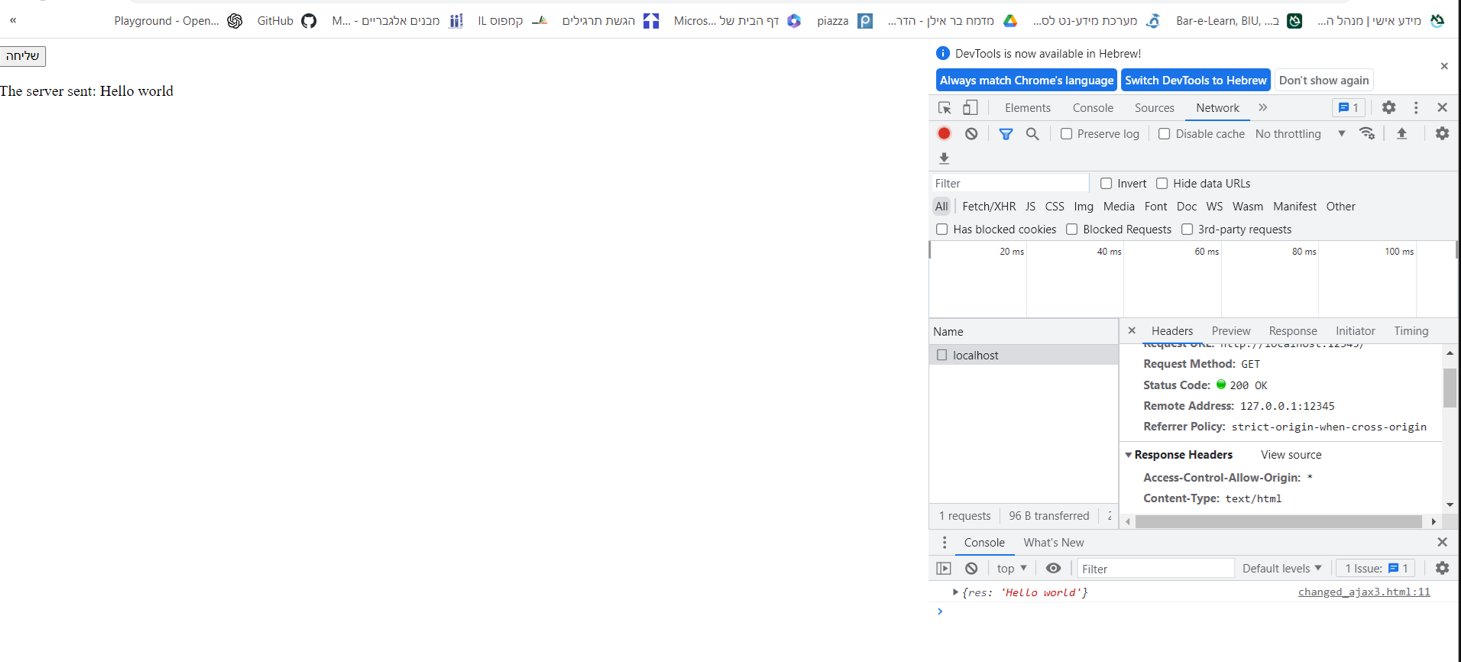 «
Playground - Open...
GitHub
מבנים אלגבריים - M...
קמפוס IL
הגשת תרגילים
דף הבית של Micros...
piazza
מדמח בר אילן - הדר...
מערכת מידע-נט לס...
Bar-e-Learn, BIU, ...ב
מידע אישי | מנהל ה...
שליחה
The server sent: Hello world
DevTools is now available in Hebrew!
Always match Chrome's language
Switch DevTools to Hebrew
Don't show again
Elements Console Sources Network » 1
Preserve log Disable cache No throttling
Filter Invert Hide data URLs
All Fetch/XHR JS CSS Img Media Font Doc WS Wasm Manifest Other
Has blocked cookies Blocked Requests 3rd-party requests
20 ms 40 ms 60 ms 80 ms 100 ms
Name
localhost
1 requests 96 B transferred
Headers Preview Response Initiator Timing
Request URL: http://localhost:12345/
Request Method: GET
Status Code: 200 OK
Remote Address: 127.0.0.1:12345
Referrer Policy: strict-origin-when-cross-origin
Response Headers View source
Access-Control-Allow-Origin: *
Content-Type: text/html
Console What's New
top Filter Default levels 1 Issue: 1
{res: 'Hello world'} changed_ajax3.html:11